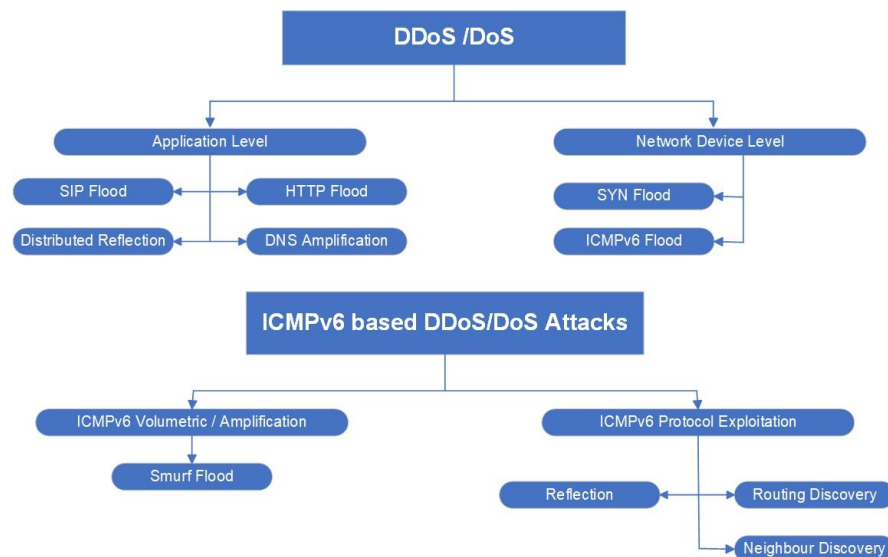 DDoS /DoS
Application Level
Network Device Level
SIP Flood
HTTP Flood
SYN Flood
Distributed Reflection
DNS Amplification
ICMPv6 Flood
ICMPv6 based DDoS/DoS Attacks
ICMPv6 Volumetric / Amplification
ICMPv6 Protocol Exploitation
Smurf Flood
Reflection
Routing Discovery
Neighbour Discovery